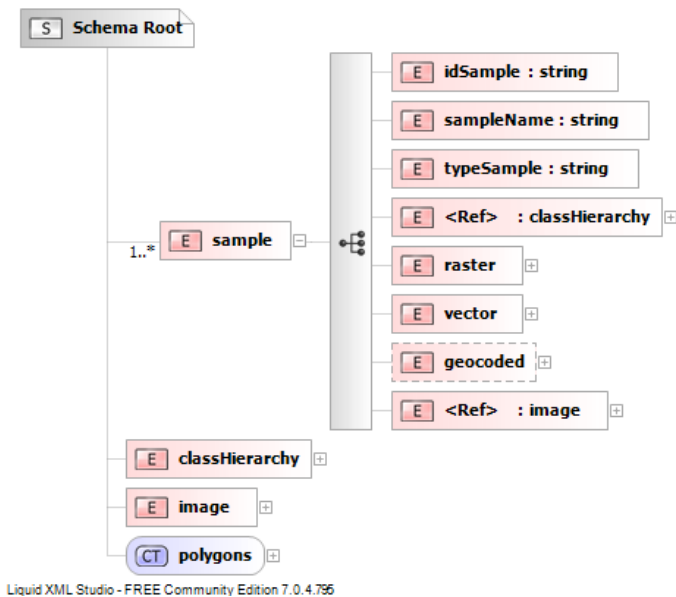 S Schema Root
E idSample : string
E sampleName : string
E typeSample : string
E <Ref> : classHierarchy
1..* E sample
E raster
E vector
E geocoded
E <Ref> : image
E classHierarchy
E image
CT polygons
Liquid XML Studio - FREE Community Edition 7.0.4.795